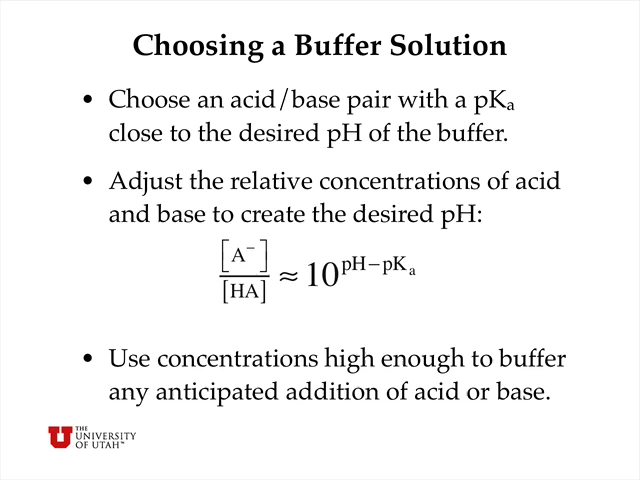 Choosing a Buffer Solution
• Choose an acid/base pair with a pKₐ
close to the desired pH of the buffer.
• Adjust the relative concentrations of acid
and base to create the desired pH:
[A⁻]
[HA] ≈ 10^(pH−pKₐ)
• Use concentrations high enough to buffer
any anticipated addition of acid or base.
U THE
UNIVERSITY
OF UTAH™